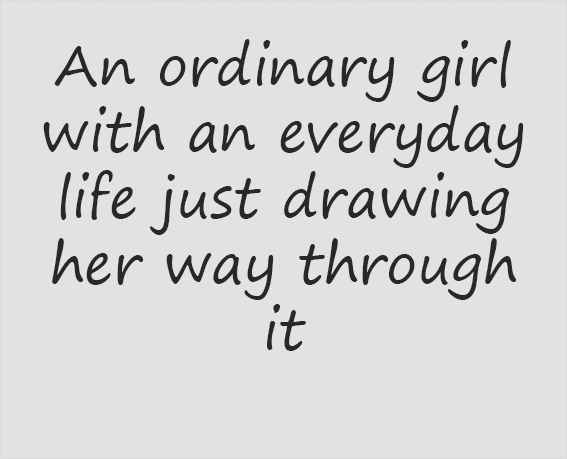 An ordinary girl
with an everyday
life just drawing
her way through
it